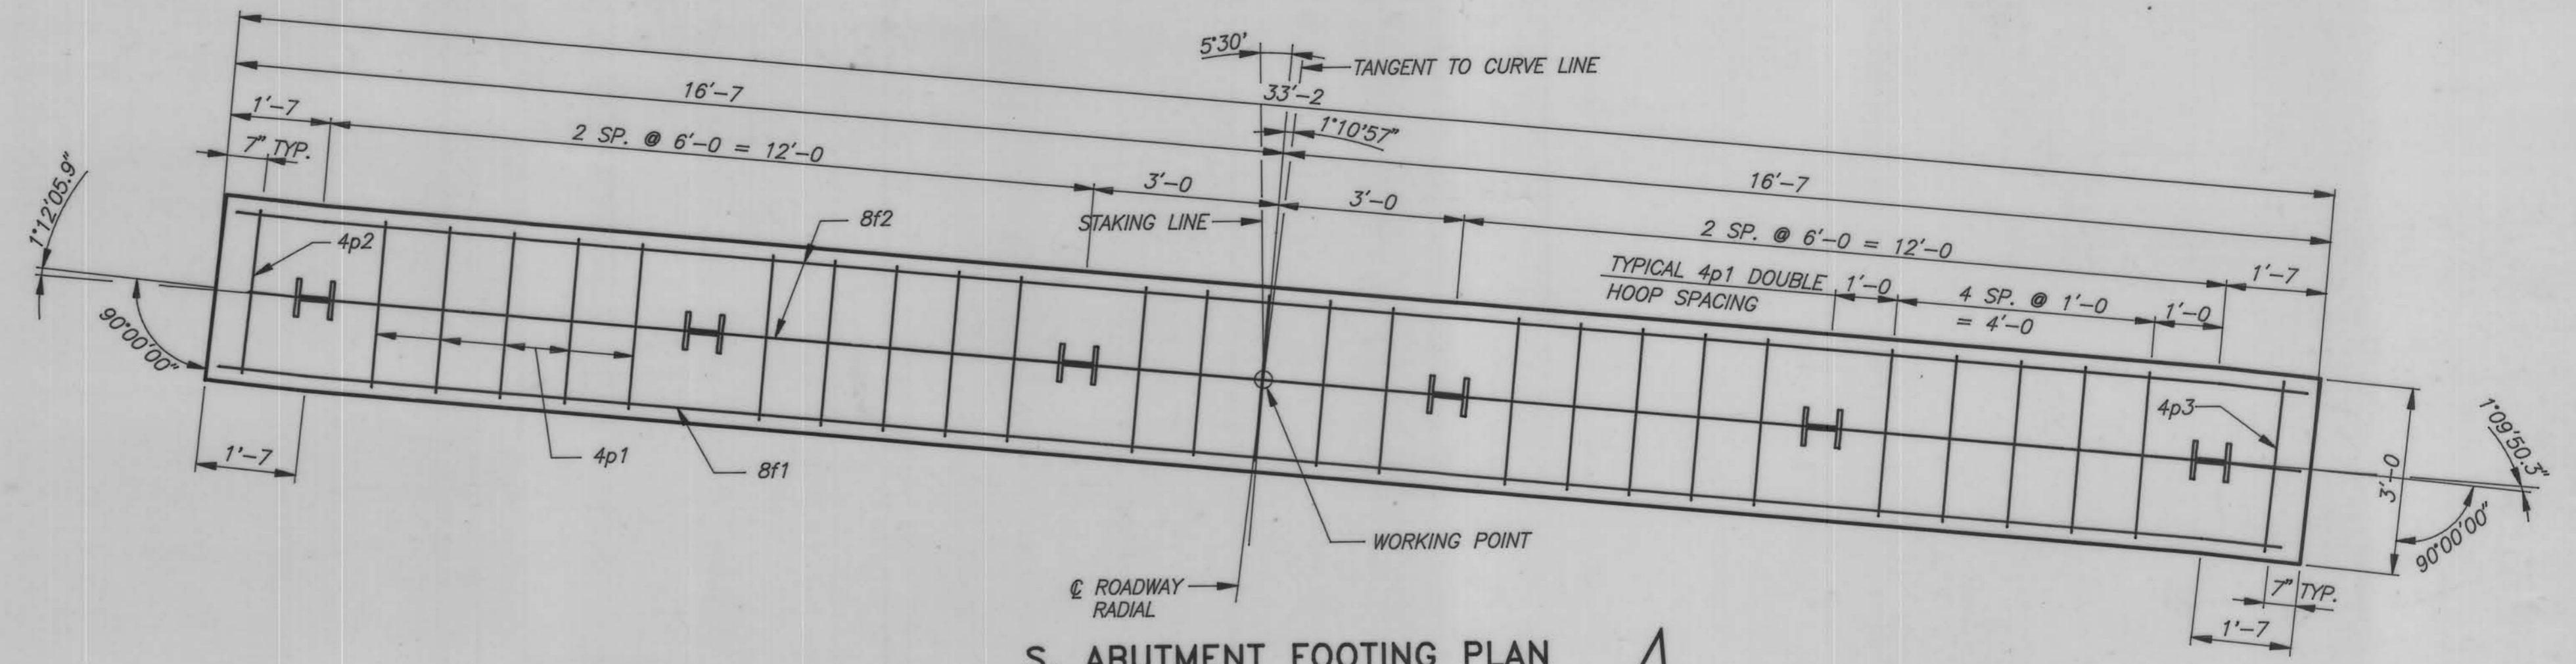 5°30'
TANGENT TO CURVE LINE
33'-2
16'-7
1'-7
1°10'57"
2 SP. @ 6'-0 = 12'-0
7" TYP.
3'-0
16'-7
1°12'05.9"
STAKING LINE
3'-0
8f2
2 SP. @ 6'-0 = 12'-0
4p2
TYPICAL 4p1 DOUBLE
HOOP SPACING
1'-0
4 SP. @ 1'-0
= 4'-0
1'-0
1'-7
90°00'00"
4p3
1°09'50.3"
1'-7
4p1
8f1
3'-0
WORKING POINT
90°00'00"
℄ ROADWAY
RADIAL
7" TYP.
1'-7
S. ABUTMENT FOOTING PLAN